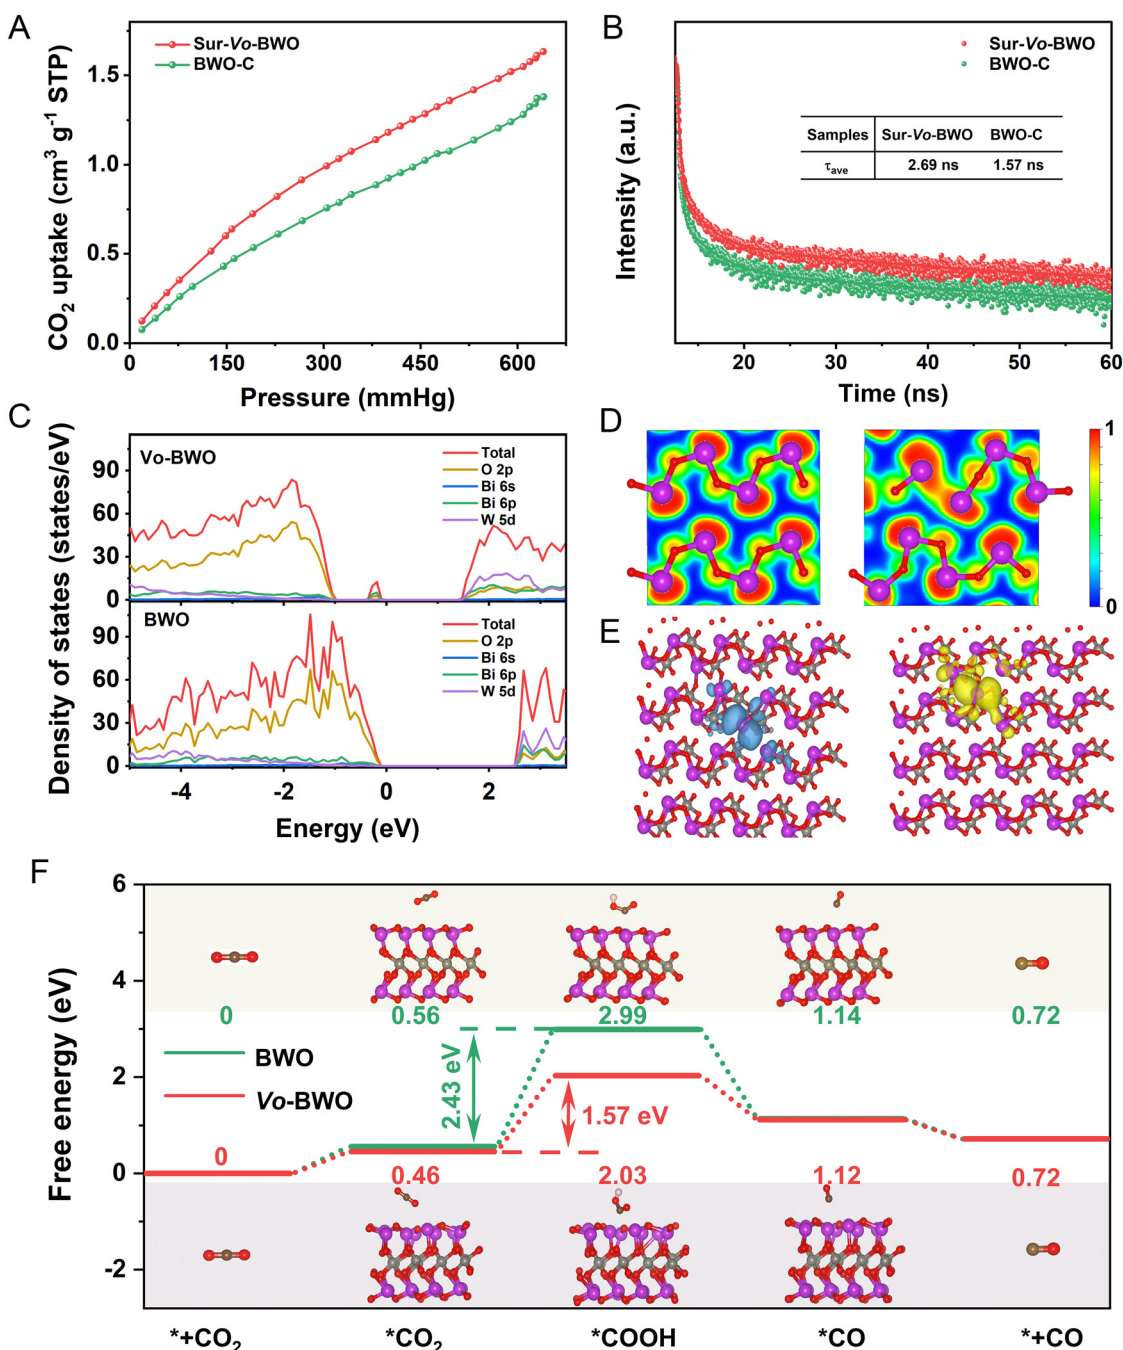 A
Sur-Vo-BWO
BWO-C
CO2 uptake (cm3 g-1 STP)
1.5
1.0
0.5
0.0
0 150 300 450 600
Pressure (mmHg)
B
Sur-Vo-BWO
BWO-C
Samples Sur-Vo-BWO BWO-C
τave 2.69 ns 1.57 ns
Intensity (a.u.)
20 30 40 50 60
Time (ns)
C
Vo-BWO
Total
O 2p
Bi 6s
Bi 6p
W 5d
90
60
30
0
BWO
Total
O 2p
Bi 6s
Bi 6p
W 5d
90
60
30
0
Density of states (states/eV)
-4 -2 0 2
Energy (eV)
D
1
0
E
F
Free energy (eV)
6
4
2
0
-2
0 0.56 2.99 1.14 0.72
BWO
Vo-BWO
2.43 eV
1.57 eV
0 0.46 2.03 1.12 0.72
*+CO2 *CO2 *COOH *CO *+CO